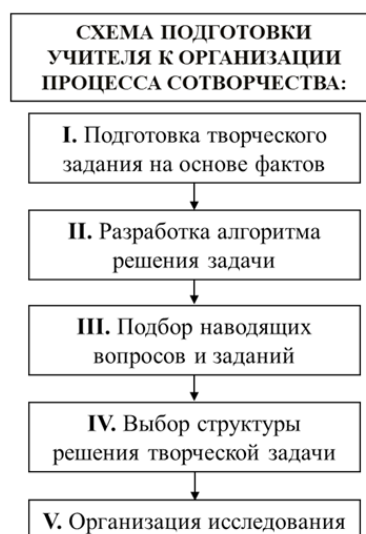 СХЕМА ПОДГОТОВКИ
УЧИТЕЛЯ К ОРГАНИЗАЦИИ
ПРОЦЕССА СОТВОРЧЕСТВА:
I. Подготовка творческого
задания на основе фактов
II. Разработка алгоритма
решения задачи
III. Подбор наводящих
вопросов и заданий
IV. Выбор структуры
решения творческой задачи
V. Организация исследования